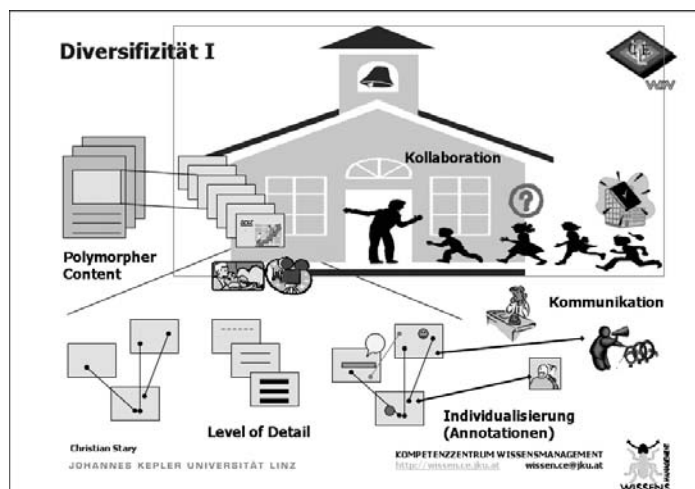 Diversifizität I
Kollaboration
?
Polymorpher
Content
Kommunikation
Level of Detail
Individualisierung
(Annotationen)
Christian Stary
JOHANNES KEPLER UNIVERSITÄT LINZ
KOMPETENZZENTRUM WISSENSMANAGEMENT
http://wissen.ce.jku.at wissen.ce@jku.at
WISSENS